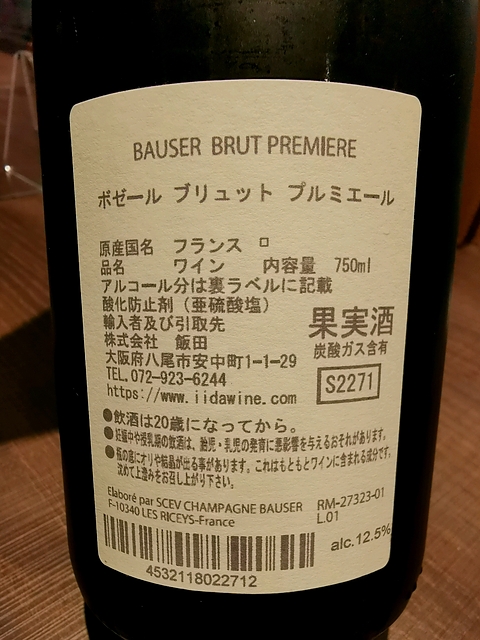 BAUSER BRUT PREMIERE
ボゼール ブリュット プルミエール
原産国名 フランス ロ
品名 ワイン 内容量 750ml
アルコール分は裏ラベルに記載
酸化防止剤（亜硫酸塩）
輸入者及び引取先
株式会社 飯田
大阪府八尾市安中町1-1-29
TEL.072-923-6244
https://www.iidawine.com
果実酒
炭酸ガス含有
S2271
●飲酒は20歳になってから。
●妊娠中や授乳期の飲酒は、胎児・乳児の発育に悪影響を与えるおそれがあります。
●瓶の底にオリや結晶が出る事があります。これはもともとワインに含まれる成分です。
沈めて上澄みをお召し上がり下さい。
Elaboré par SCEV CHAMPAGNE BAUSER
F-10340 LES RICEYS-France
RM-27323-01
L.01
alc.12.5%
4532118022712